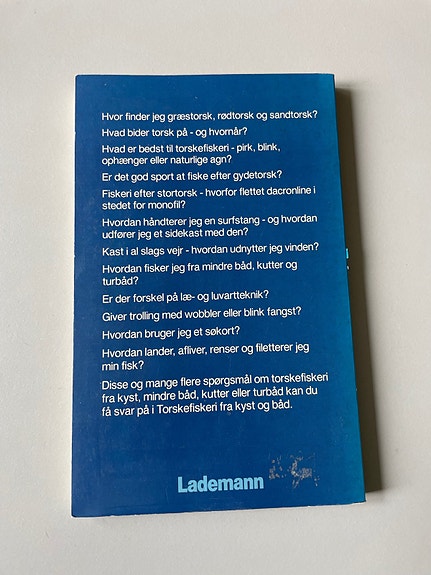 Hvor finder jeg græstorsk, rødtorsk og sandtorsk?
Hvad bider torsk på - og hvornår?
Hvad er bedst til torskefiskeri - pirk, blink,
ophænger eller naturlige agn?
Er det god sport at fiske efter gydetorsk?
Fiskeri efter stortorsk - hvorfor flettet dacronline i
stedet for monofil?
Hvordan håndterer jeg en surfstang - og hvordan
udfører jeg et sidekast med den?
Kast i al slags vejr - hvordan udnytter jeg vinden?
Hvordan fisker jeg fra mindre båd, kutter og
turbåd?
Er der forskel på læ- og luvartteknik?
Giver trolling med wobbler eller blink fangst?
Hvordan bruger jeg et søkort?
Hvordan lander, afliver, renser og filetterer jeg
min fisk?
Disse og mange flere spørgsmål om torskefiskeri
fra kyst, mindre båd, kutter eller turbåd kan du
få svar på i Torskefiskeri fra kyst og båd.
Lademann